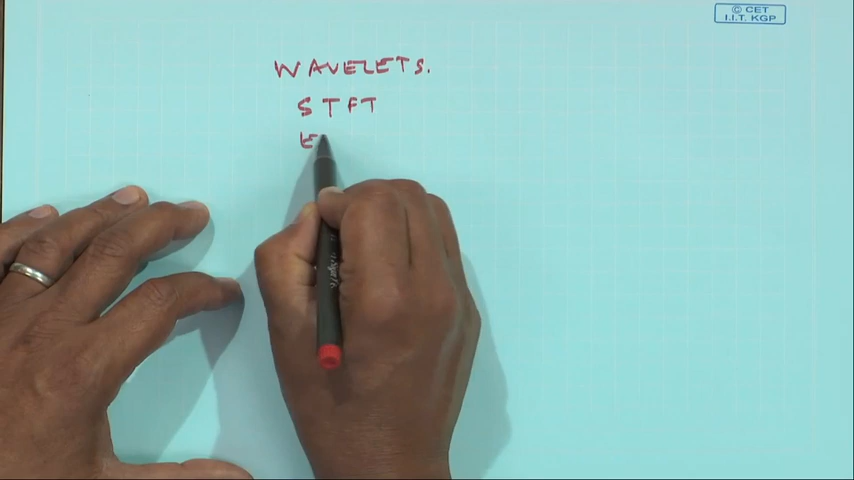 © CET
I.I.T. KGP
WAVELETS.
STFT
E